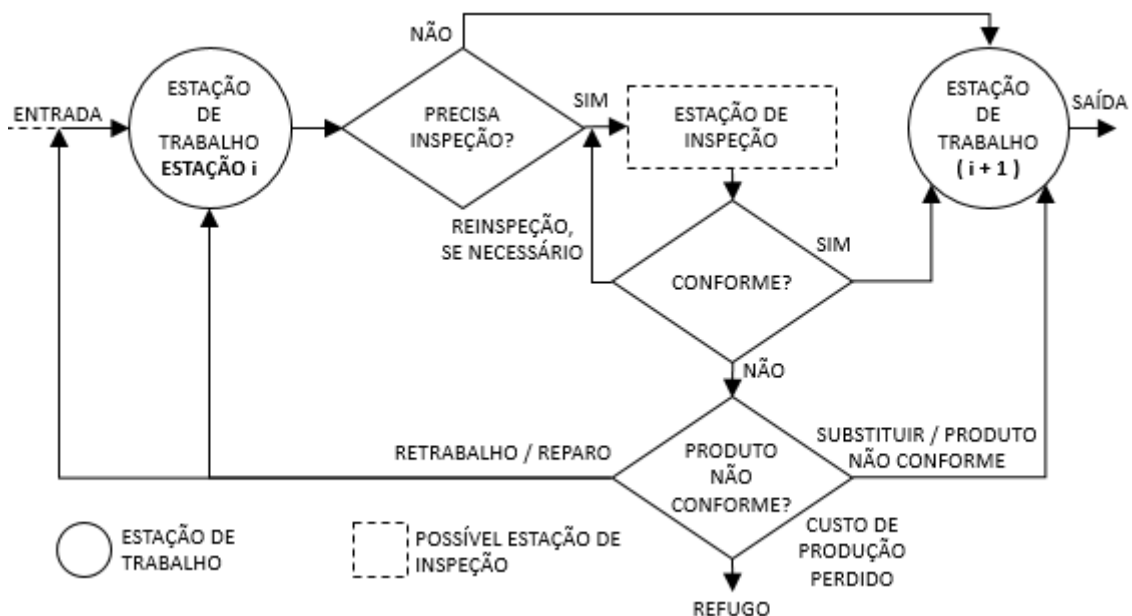 NÃO
ENTRADA
ESTAÇÃO
DE
TRABALHO
ESTAÇÃO i
PRECISA
INSPEÇÃO?
SIM
ESTAÇÃO DE
INSPEÇÃO
ESTAÇÃO
DE
TRABALHO
( i + 1 )
SAÍDA
REINSPEÇÃO,
SE NECESSÁRIO
CONFORME?
SIM
NÃO
RETRABALHO / REPARO
PRODUTO
NÃO
CONFORME?
SUBSTITUIR / PRODUTO
NÃO CONFORME
CUSTO DE
PRODUÇÃO
PERDIDO
REFUGO
ESTAÇÃO DE
TRABALHO
POSSÍVEL ESTAÇÃO DE
INSPEÇÃO